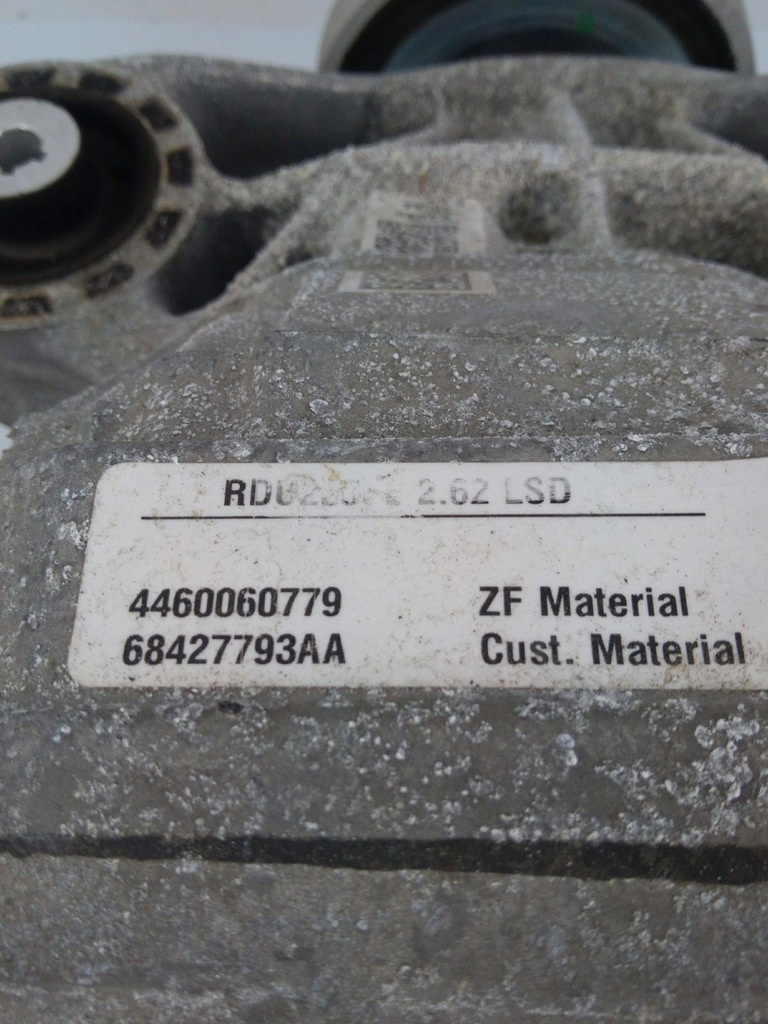 2.62 LSD
4460060779 ZF Material
68427793AA Cust. Material